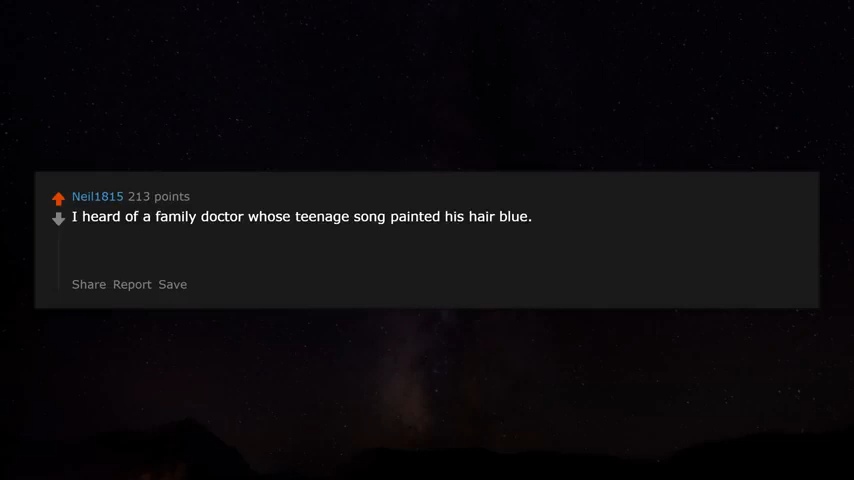 Neil1815 213 points
I heard of a family doctor whose teenage song painted his hair blue.
Share Report Save